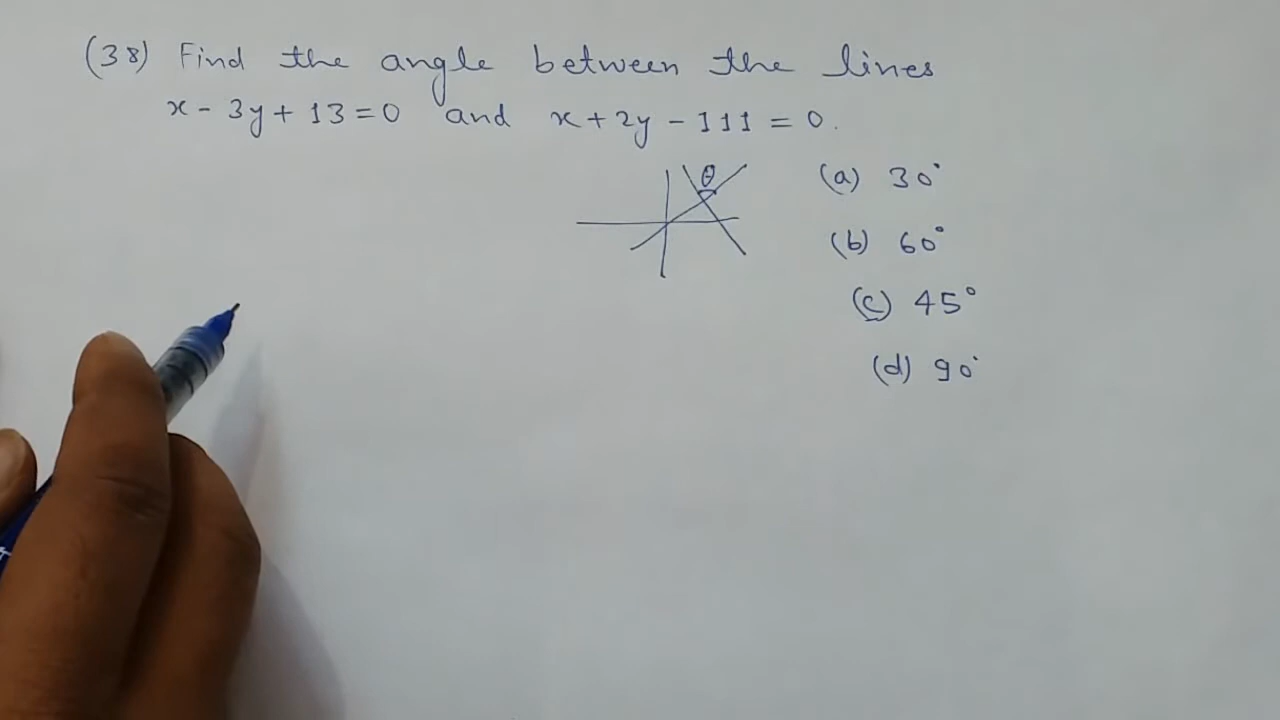 (38) Find the angle between the lines
x - 3y + 13 = 0 and x + 2y - 111 = 0.
θ
(a) 30°
(b) 60°
(c) 45°
(d) 90°